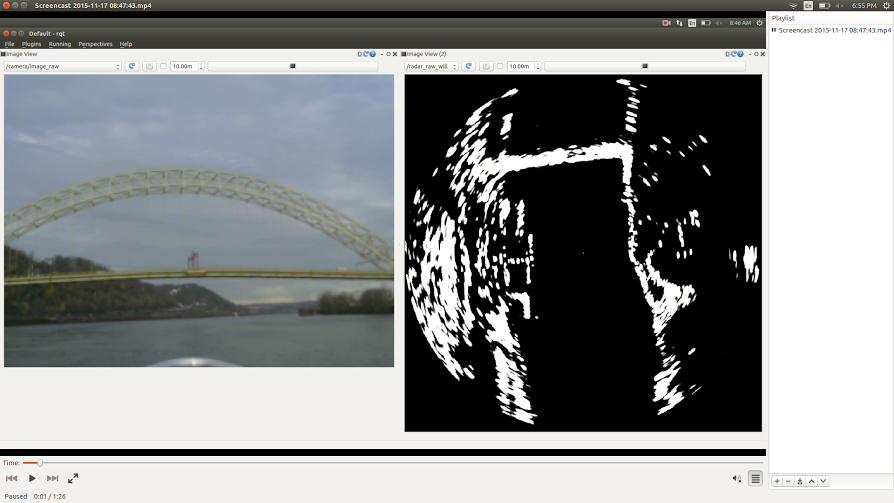 Screencast 2015-11-17 08:47:43.mp4
En
6:55 PM
Playlist
Screencast 2015-11-17 08:47:43.mp4
En
8:46 AM
Default - rqt
File Plugins Running Perspectives Help
Image View
Image View (2)
/camera/image_raw
10.00m
/radar_raw_will
10.00m
Time:
Paused 0:01 / 1:26